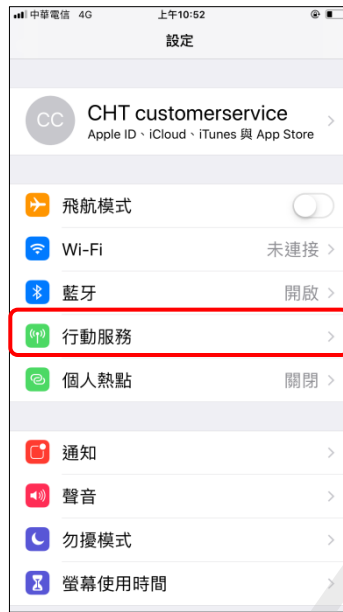 中華電信 4G 上午10:52
設定
CC
CHT customerservice
Apple ID、iCloud、iTunes 與 App Store
飛航模式
Wi-Fi 未連接
藍牙 開啟
行動服務
個人熱點 關閉
通知
聲音
勿擾模式
螢幕使用時間